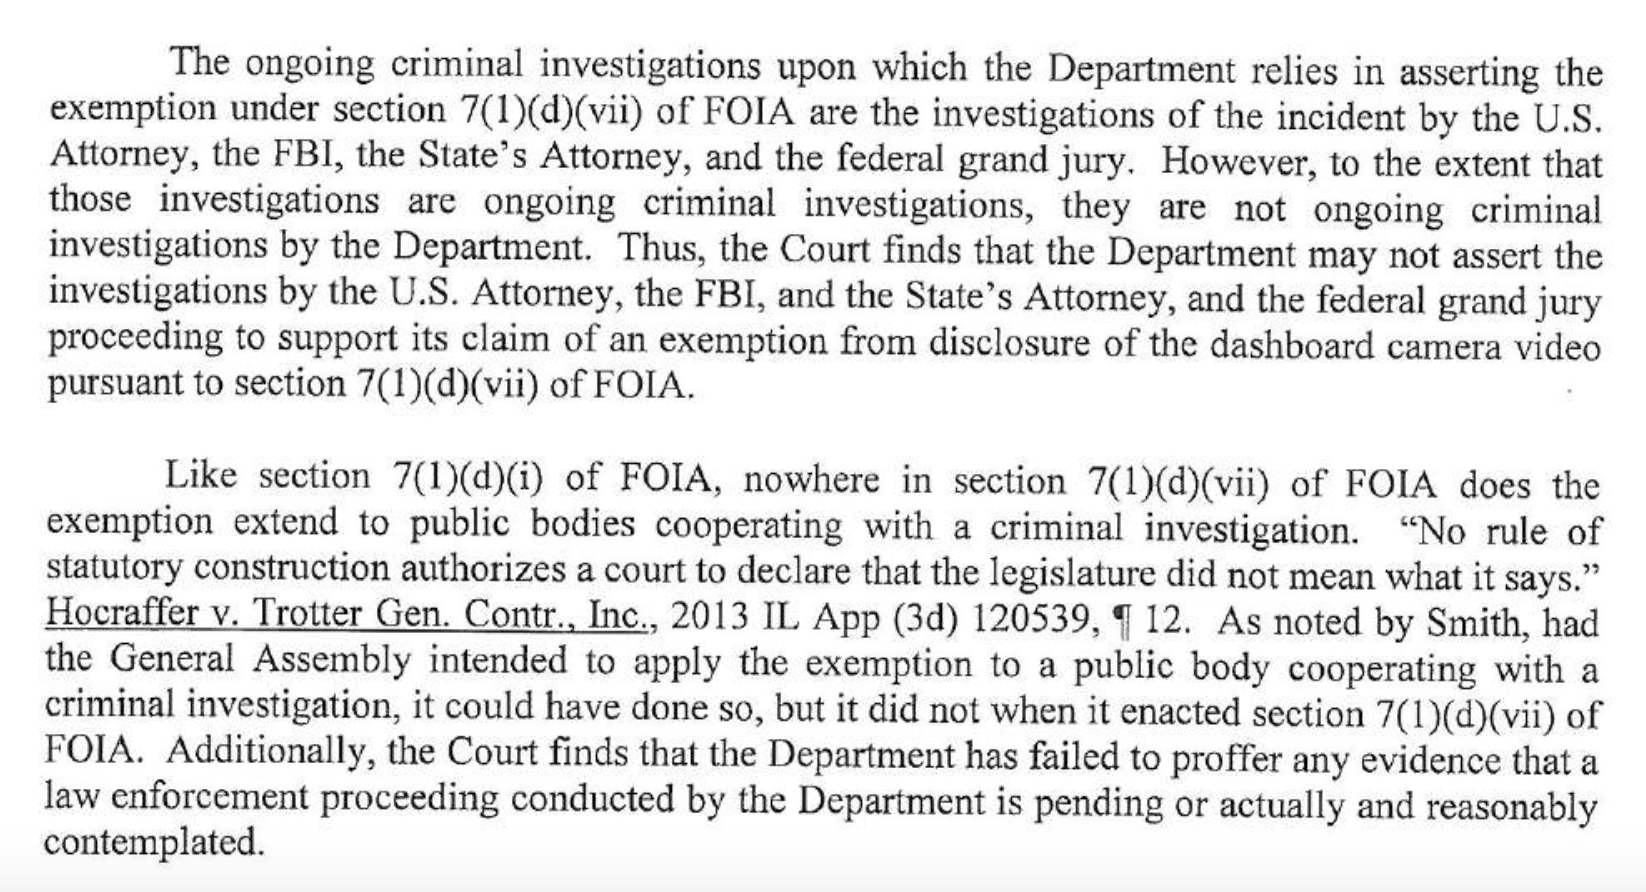 The ongoing criminal investigations upon which the Department relies in asserting the
exemption under section 7(1)(d)(vii) of FOIA are the investigations of the incident by the U.S.
Attorney, the FBI, the State's Attorney, and the federal grand jury. However, to the extent that
those investigations are ongoing criminal investigations, they are not ongoing criminal
investigations by the Department. Thus, the Court finds that the Department may not assert the
investigations by the U.S. Attorney, the FBI, and the State's Attorney, and the federal grand jury
proceeding to support its claim of an exemption from disclosure of the dashboard camera video
pursuant to section 7(1)(d)(vii) of FOIA.
Like section 7(1)(d)(i) of FOIA, nowhere in section 7(1)(d)(vii) of FOIA does the
exemption extend to public bodies cooperating with a criminal investigation. “No rule of
statutory construction authorizes a court to declare that the legislature did not mean what it says.”
Hocraffer v. Trotter Gen. Contr., Inc., 2013 IL App (3d) 120539, ¶ 12. As noted by Smith, had
the General Assembly intended to apply the exemption to a public body cooperating with a
criminal investigation, it could have done so, but it did not when it enacted section 7(1)(d)(vii) of
FOIA. Additionally, the Court finds that the Department has failed to proffer any evidence that a
law enforcement proceeding conducted by the Department is pending or actually and reasonably
contemplated.